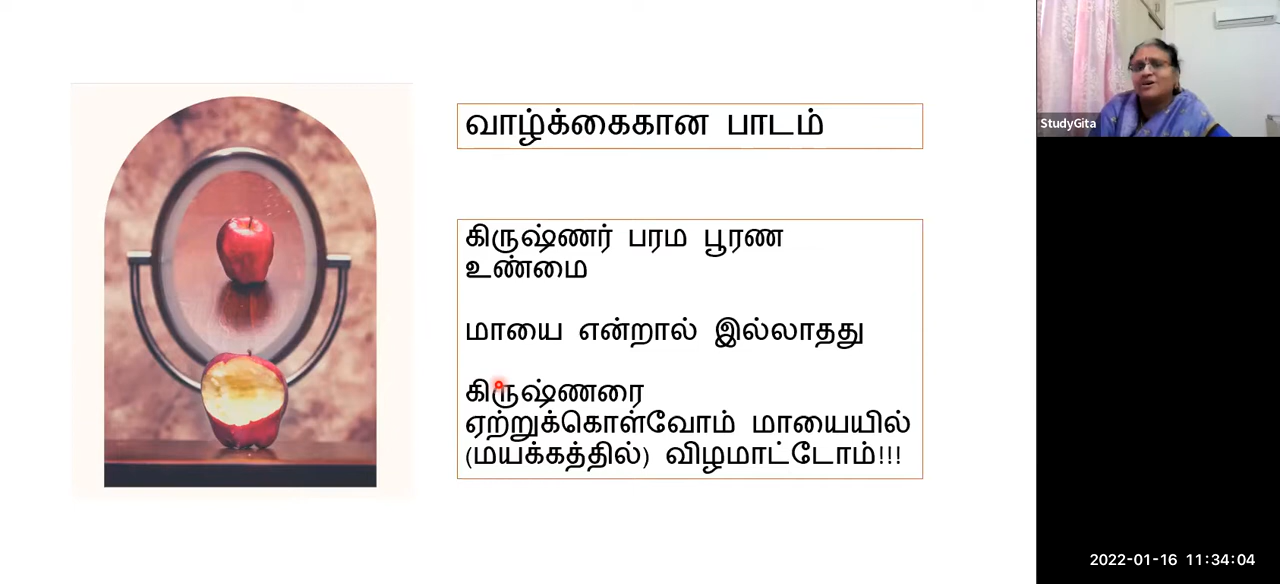 வாழ்க்கைகான பாடம்
கிருஷ்ணர் பரம பூரண
உண்மை
மாயை என்றால் இல்லாதது
கிருஷ்ணரை
ஏற்றுக்கொள்வோம் மாயையில்
(மயக்கத்தில்) விழமாட்டோம்!!!
StudyGita
2022-01-16 11:34:04